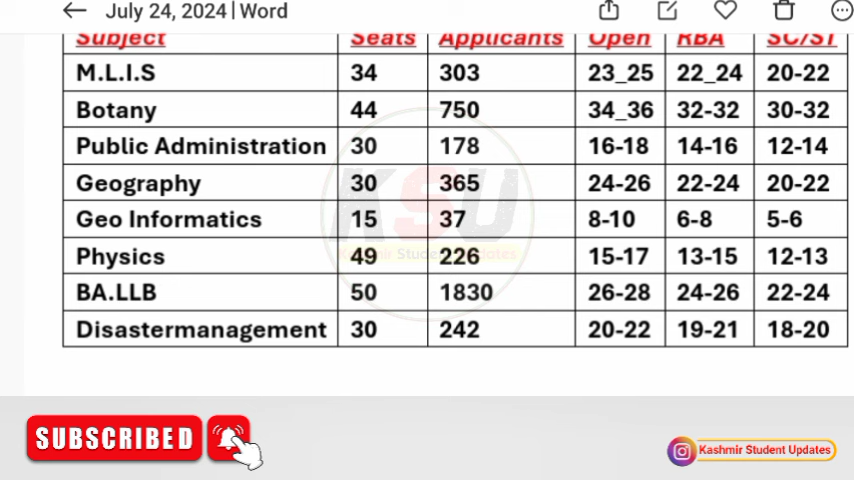 July 24, 2024 | Word
Subject Seats Applicants Open RBA SC/ST
M.L.I.S 34 303 23_25 22_24 20-22
Botany 44 750 34_36 32-32 30-32
Public Administration 30 178 16-18 14-16 12-14
Geography 30 365 24-26 22-24 20-22
Geo Informatics 15 37 8-10 6-8 5-6
Physics 49 226 15-17 13-15 12-13
BA.LLB 50 1830 26-28 24-26 22-24
Disastermanagement 30 242 20-22 19-21 18-20
KSU
Kashmir Student Updates
SUBSCRIBED
Kashmir Student Updates